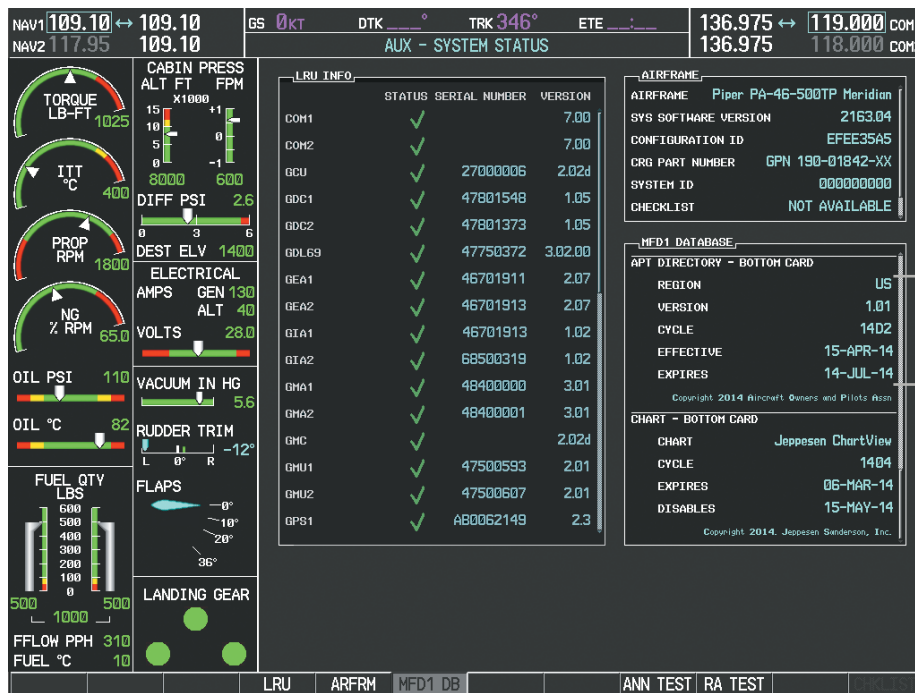 NAV1 109.10 ↔ 109.10
NAV2 117.95 109.10
GS 0KT DTK ___° TRK 346° ETE __:__
AUX - SYSTEM STATUS
136.975 ↔ 119.000 COM
136.975 118.000 COM
TORQUE
LB-FT 1025
ITT
°C 400
PROP
RPM 1800
NG
% RPM 65.0
OIL PSI 110
OIL °C 82
FUEL QTY
LBS
600
500
400
300
200
100
0
500 500
1000
FFLOW PPH 310
FUEL °C 10
CABIN PRESS
ALT FT FPM
X1000
15 +1
10
5 0
0 -1
8000 600
DIFF PSI 2.6
0 3 6
DEST ELV 1400
ELECTRICAL
AMPS GEN 130
ALT 40
VOLTS 28.0
VACUUM IN HG
5.6
RUDDER TRIM
-12°
L 0° R
FLAPS
0°
10°
20°
36°
LANDING GEAR
LRU INFO
STATUS SERIAL NUMBER VERSION
COM1 ✓ 7.00
COM2 ✓ 7.00
GCU ✓ 27000006 2.02d
GDC1 ✓ 47801548 1.05
GDC2 ✓ 47801373 1.05
GDL69 ✓ 47750372 3.02.00
GEA1 ✓ 46701911 2.07
GEA2 ✓ 46701913 2.07
GIA1 ✓ 46701913 1.02
GIA2 ✓ 68500319 1.02
GMA1 ✓ 48400000 3.01
GMA2 ✓ 48400001 3.01
GMC ✓ 2.02d
GMU1 ✓ 47500593 2.01
GMU2 ✓ 47500607 2.01
GPS1 ✓ AB0062149 2.3
AIRFRAME
AIRFRAME Piper PA-46-500TP Meridian
SYS SOFTWARE VERSION 2163.04
CONFIGURATION ID EFEE35A5
CRG PART NUMBER GPN 190-01842-XX
SYSTEM ID 000000000
CHECKLIST NOT AVAILABLE
MFD1 DATABASE
APT DIRECTORY - BOTTOM CARD
REGION US
VERSION 1.01
CYCLE 14D2
EFFECTIVE 15-APR-14
EXPIRES 14-JUL-14
Copyright 2014 Aircraft Owners and Pilots Assn
CHART - BOTTOM CARD
CHART Jeppesen ChartView
CYCLE 1404
EXPIRES 06-MAR-14
DISABLES 15-MAY-14
Copyright 2014. Jeppesen Sanderson, Inc.
LRU ARFRM MFD1 DB ANN TEST RA TEST